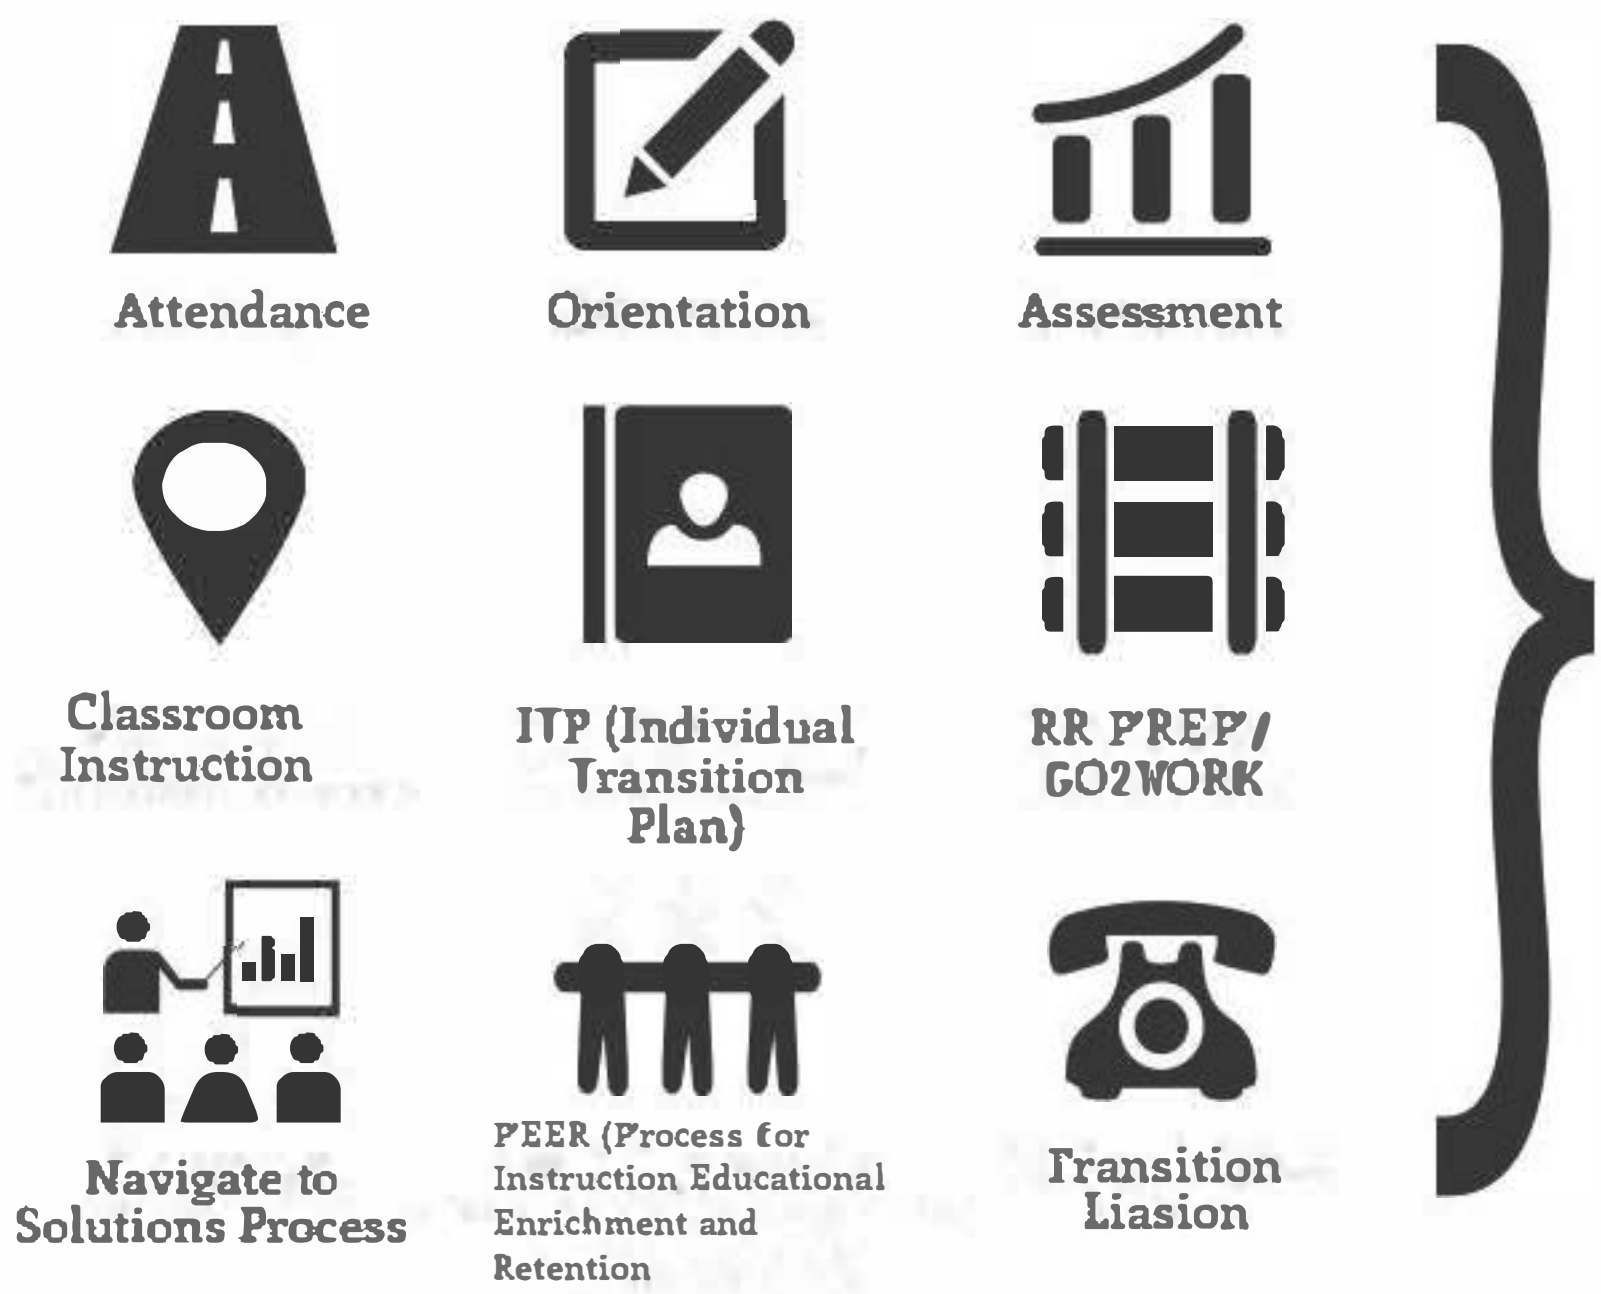 Attendance
Orientation
Assessment
Classroom
Instruction
ITP (Individual
Transition
Plan)
RR PREP/
GO2WORK
Navigate to
Solutions Process
PEER (Process for
Instruction Educational
Enrichment and
Retention
Transition
Liasion